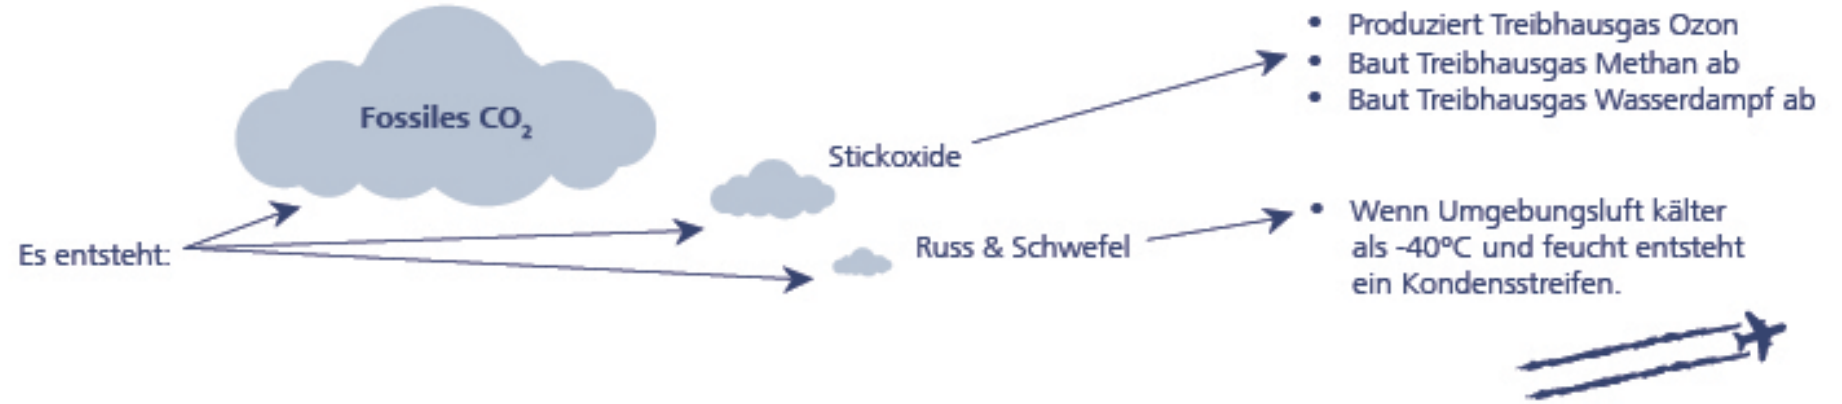 Es entsteht:
Fossiles CO₂
Stickoxide
• Produziert Treibhausgas Ozon
• Baut Treibhausgas Methan ab
• Baut Treibhausgas Wasserdampf ab
Russ & Schwefel
• Wenn Umgebungsluft kälter
als -40ºC und feucht entsteht
ein Kondensstreifen.